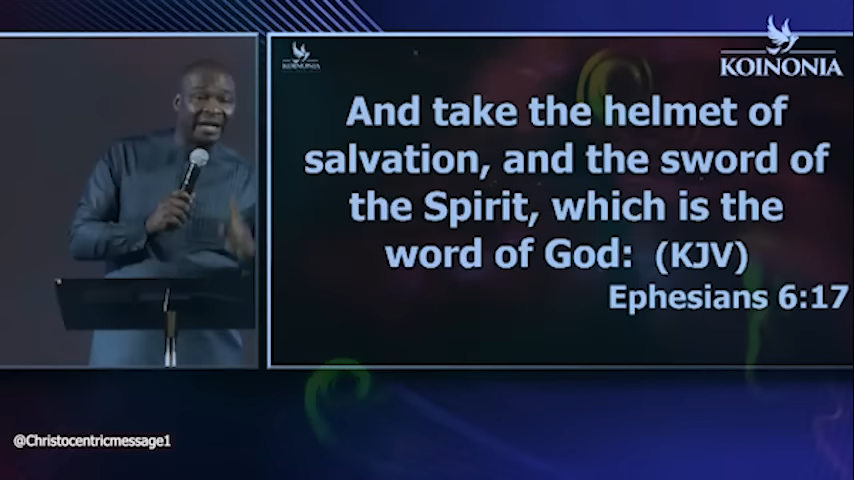 KOINONIA
KOINONIA
And take the helmet of
salvation, and the sword of
the Spirit, which is the
word of God: (KJV)
Ephesians 6:17
@Christocentricmessage1